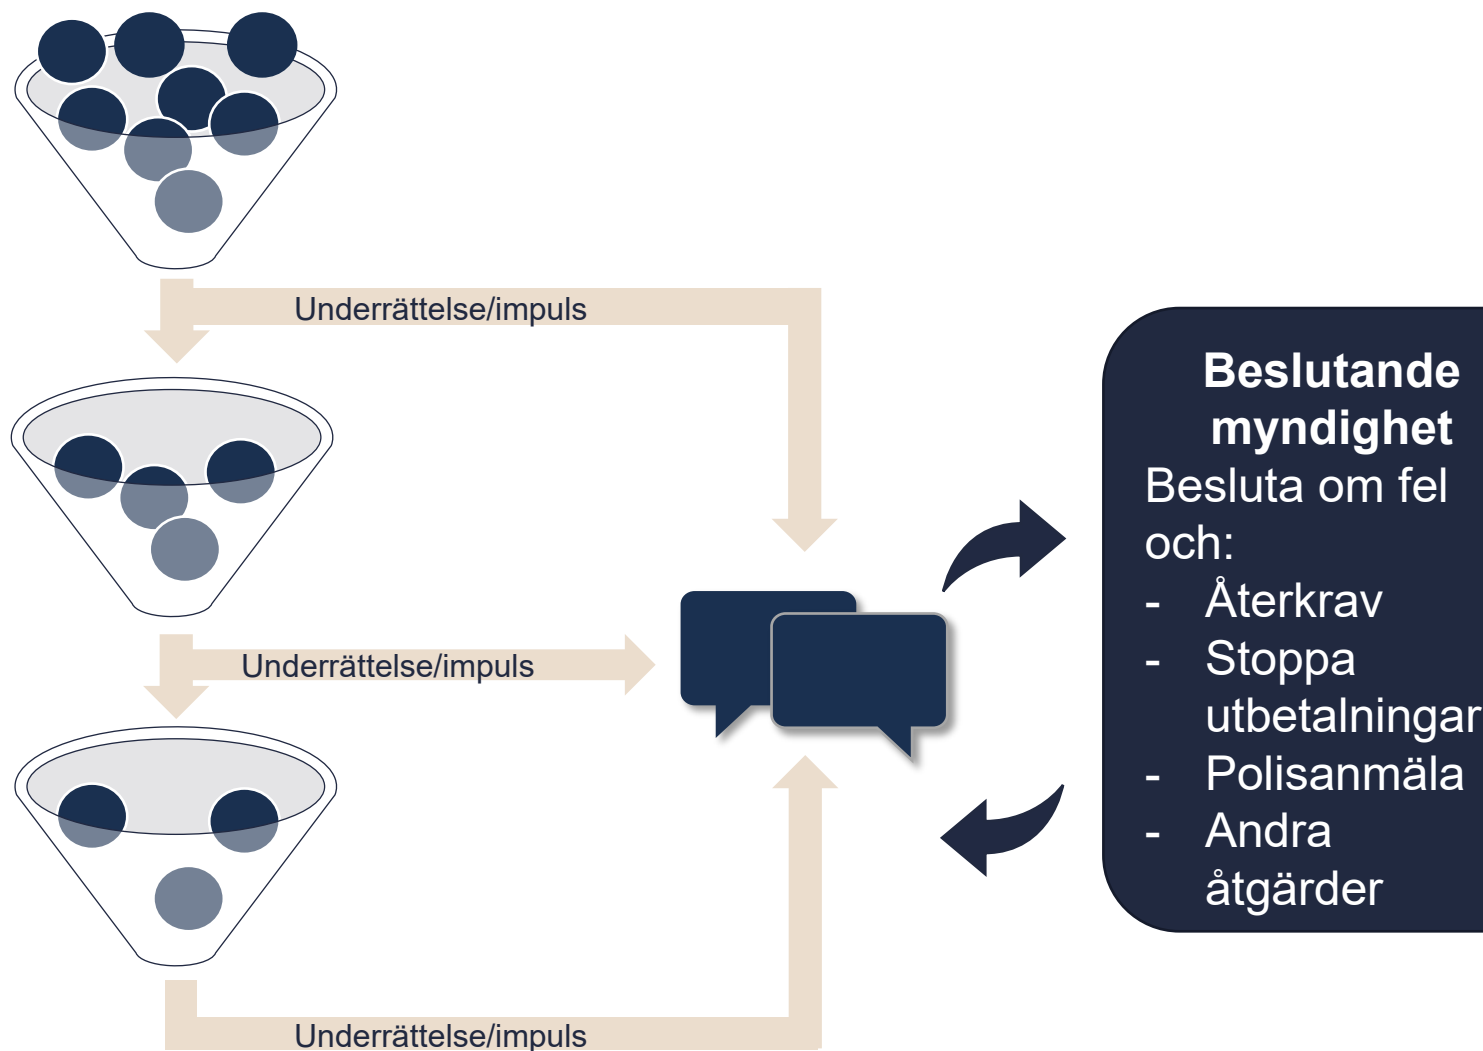 Underrättelse/impuls
Underrättelse/impuls
Underrättelse/impuls
Beslutande
myndighet
Besluta om fel
och:
- Återkrav
- Stoppa
utbetalningar
- Polisanmäla
- Andra
åtgärder